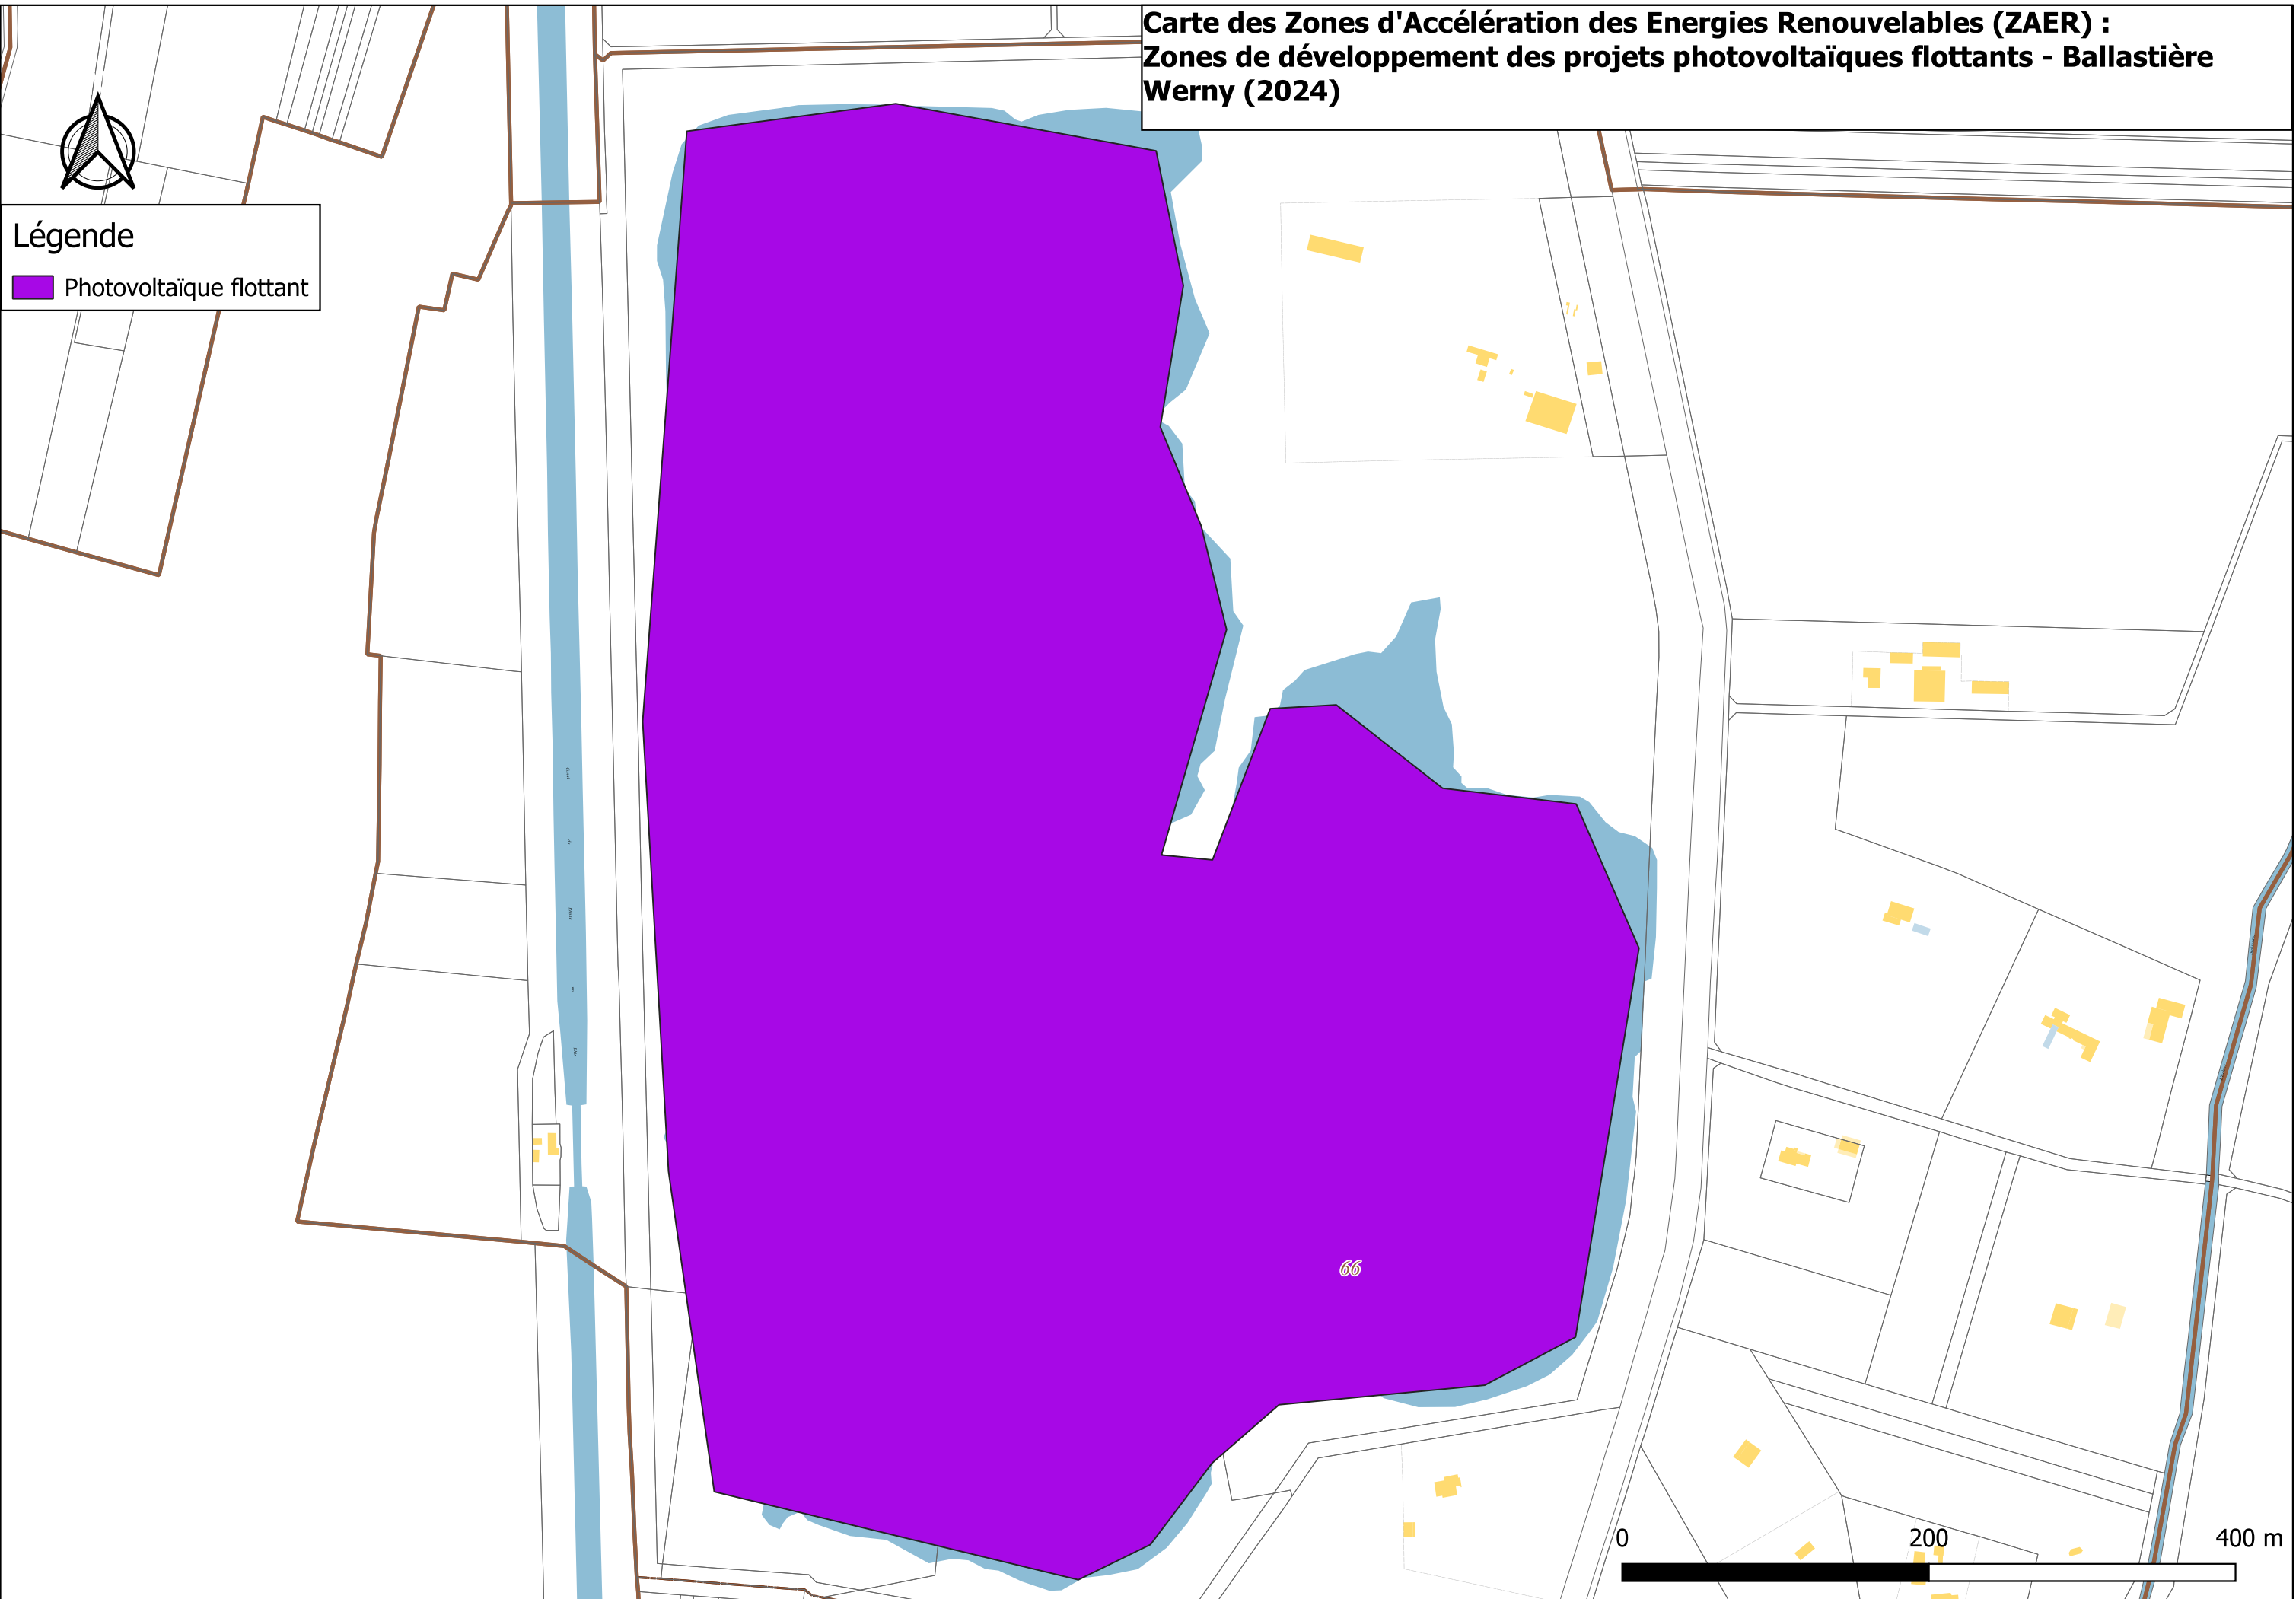 Carte des Zones d'Accélération des Energies Renouvelables (ZAER) :
Zones de développement des projets photovoltaïques flottants - Ballastière
Werny (2024)
Légende
Photovoltaïque flottant
66
0 200 400 m